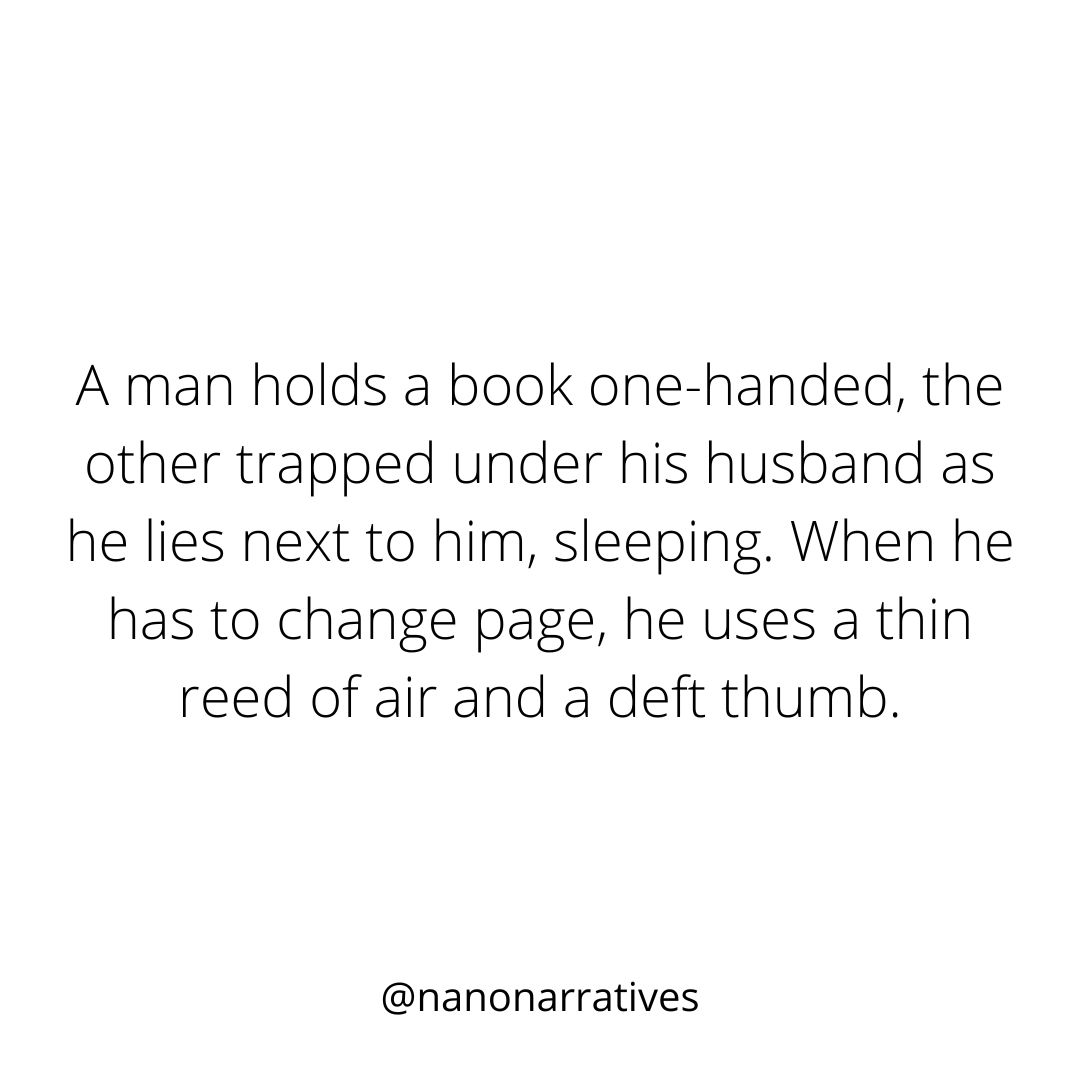 A man holds a book one-handed, the
other trapped under his husband as
he lies next to him, sleeping. When he
has to change page, he uses a thin
reed of air and a deft thumb.
@nanonarratives